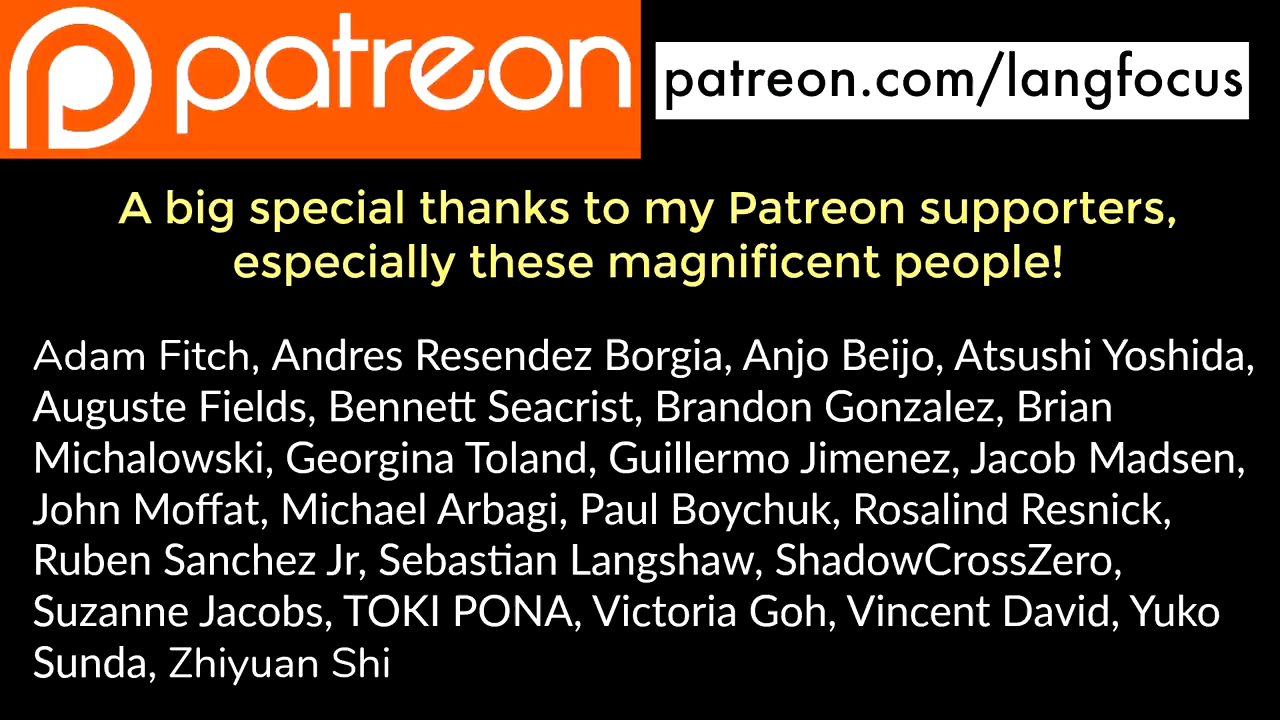 patreon
patreon.com/langfocus
A big special thanks to my Patreon supporters,
especially these magnificent people!
Adam Fitch, Andres Resendez Borgia, Anjo Beijo, Atsushi Yoshida,
Auguste Fields, Bennett Seacrist, Brandon Gonzalez, Brian
Michalowski, Georgina Toland, Guillermo Jimenez, Jacob Madsen,
John Moffat, Michael Arbagi, Paul Boychuk, Rosalind Resnick,
Ruben Sanchez Jr, Sebastian Langshaw, ShadowCrossZero,
Suzanne Jacobs, TOKI PONA, Victoria Goh, Vincent David, Yuko
Sunda, Zhiyuan Shi